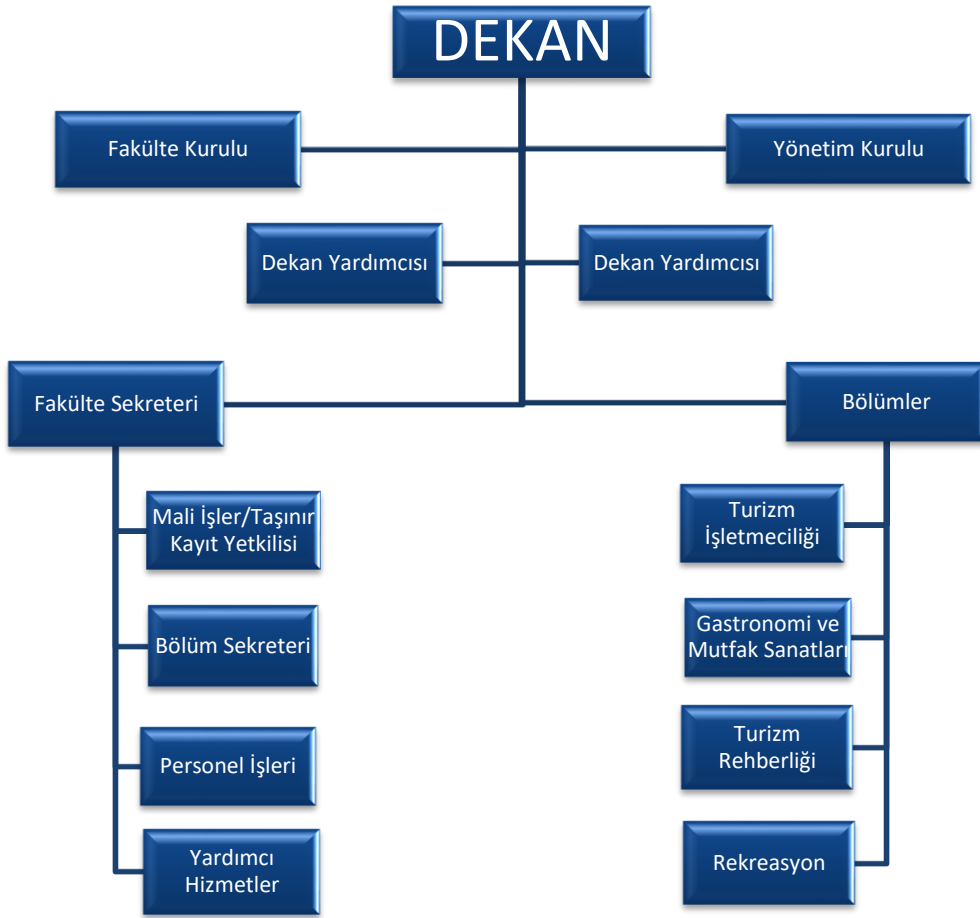 DEKAN
Fakülte Kurulu
Yönetim Kurulu
Dekan Yardımcısı
Dekan Yardımcısı
Fakülte Sekreteri
Bölümler
Mali İşler/Taşınır
Kayıt Yetkilisi
Bölüm Sekreteri
Personel İşleri
Yardımcı
Hizmetler
Turizm
İşletmeciliği
Gastronomi ve
Mutfak Sanatları
Turizm
Rehberliği
Rekreasyon